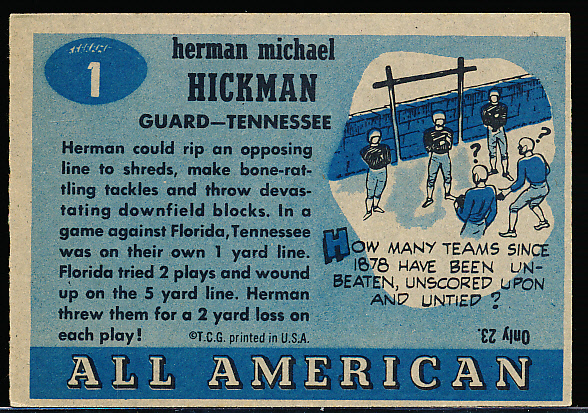 1
herman michael
HICKMAN
GUARD—TENNESSEE
Herman could rip an opposing
line to shreds, make bone-rat-
tling tackles and throw devas-
tating downfield blocks. In a
game against Florida, Tennessee
was on their own 1 yard line.
Florida tried 2 plays and wound
up on the 5 yard line. Herman
threw them for a 2 yard loss on
each play!
©T.C.G. printed in U.S.A.
? ?
HOW MANY TEAMS SINCE
1878 HAVE BEEN UN-
BEATEN, UNSCORED UPON
AND UNTIED ?
Only 23.
ALL AMERICAN